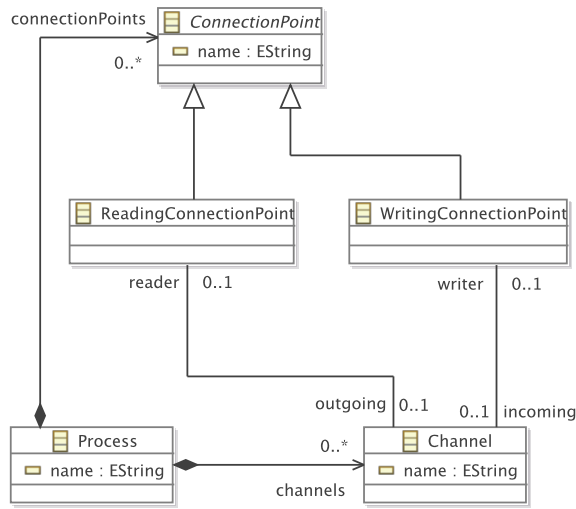 connectionPoints
ConnectionPoint
name : EString
0..*
ReadingConnectionPoint
WritingConnectionPoint
reader 0..1
writer 0..1
outgoing 0..1
0..1 incoming
Process
name : EString
0..*
channels
Channel
name : EString